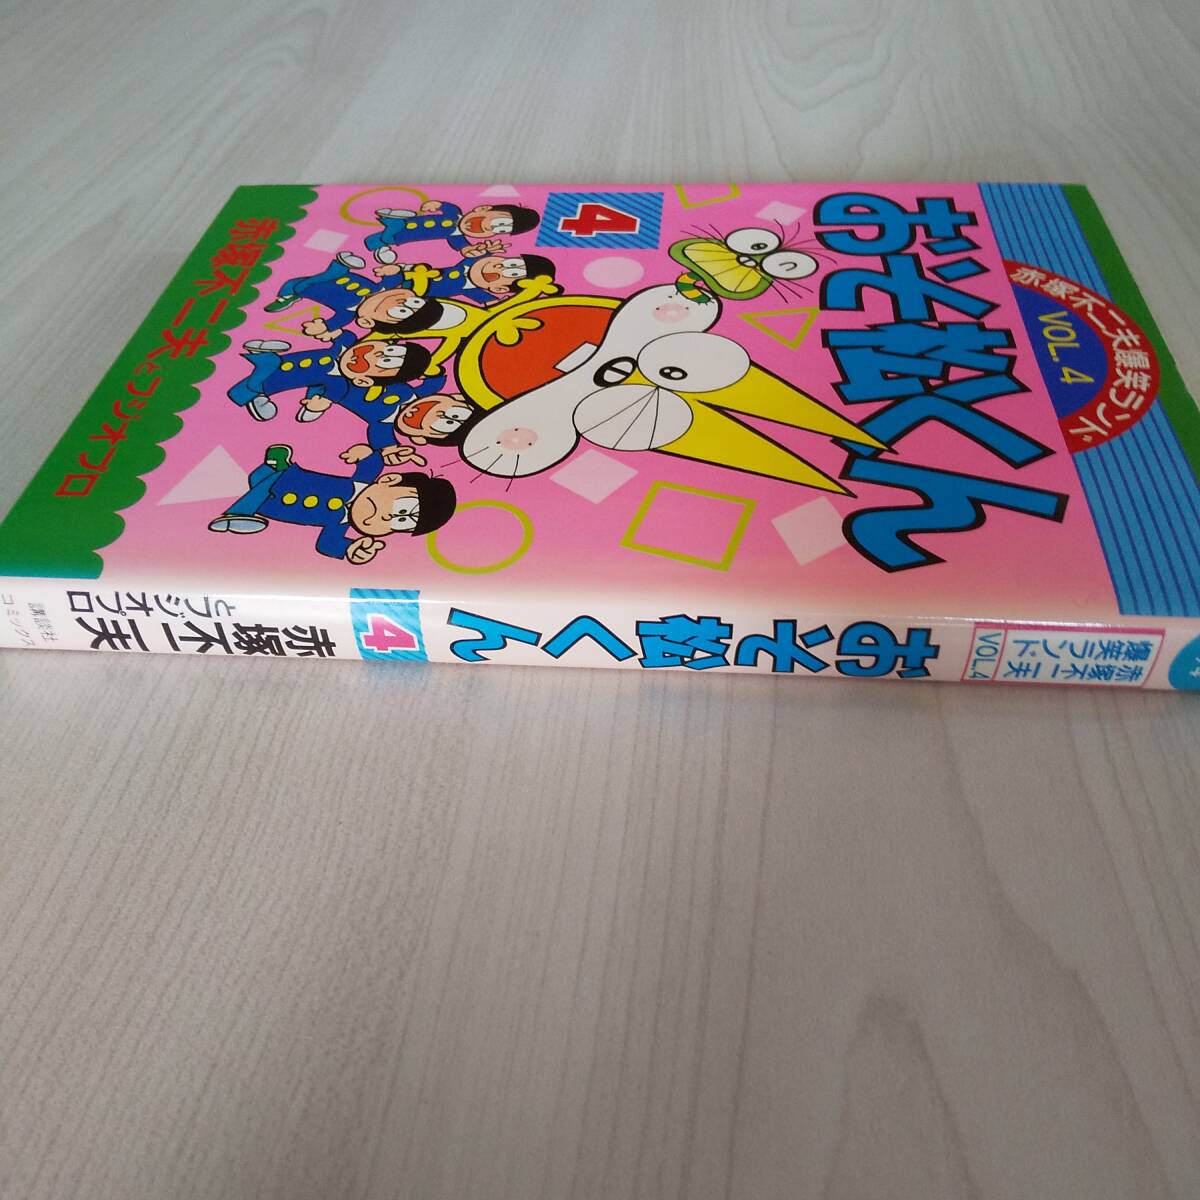 赤塚不二夫爆笑ランド
VOL.4
おそ松くん
4
赤塚不二夫とフジオプロ
赤塚不二夫
爆笑ランド
VOL.4
おそ松くん
4
赤塚不二夫
とフジオプロ
講談社
コミックス